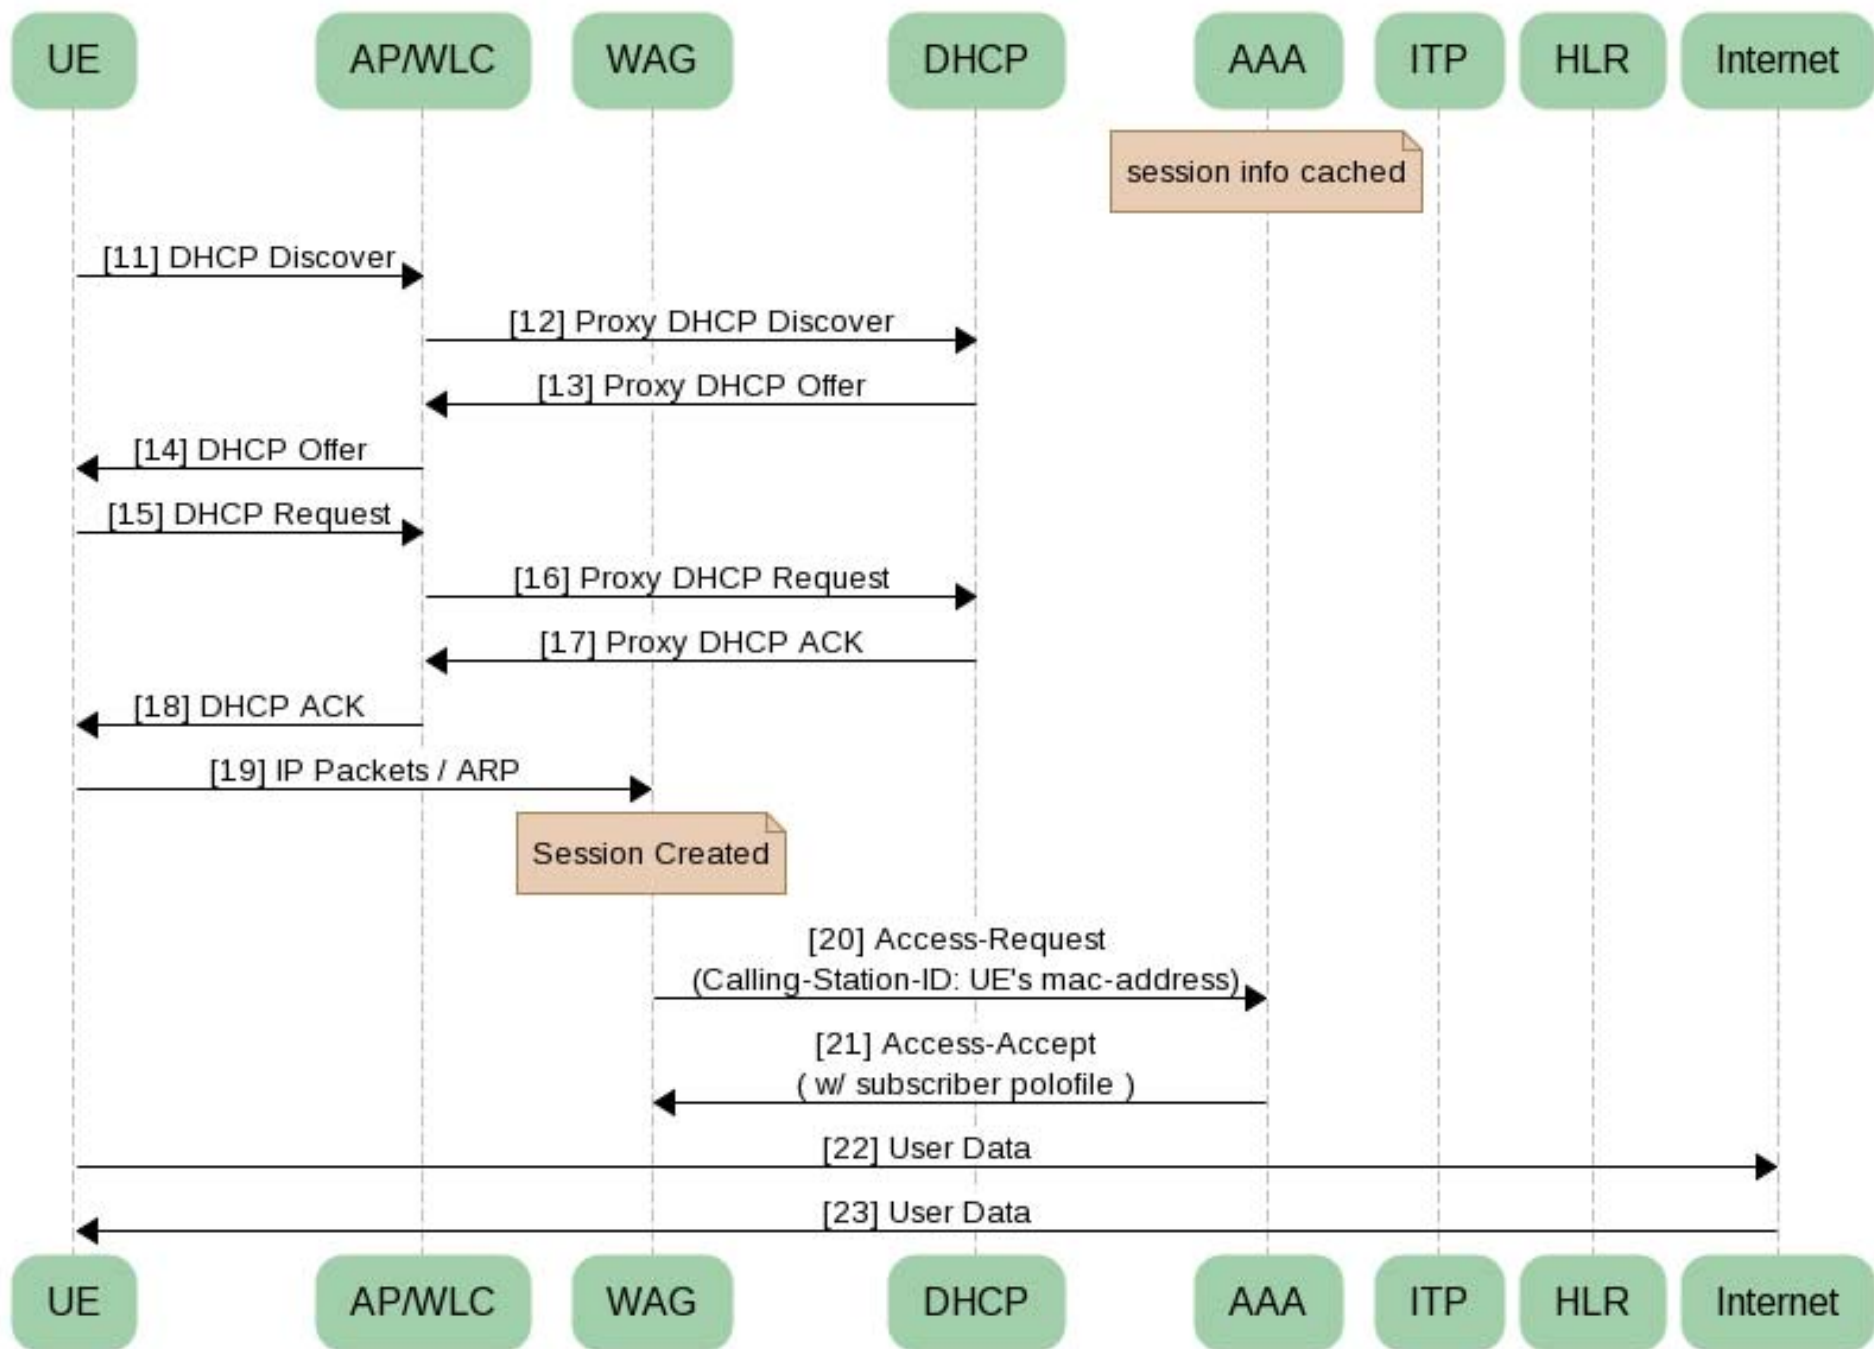 UE AP/WLC WAG DHCP AAA ITP HLR Internet
session info cached
[11] DHCP Discover
[12] Proxy DHCP Discover
[13] Proxy DHCP Offer
[14] DHCP Offer
[15] DHCP Request
[16] Proxy DHCP Request
[17] Proxy DHCP ACK
[18] DHCP ACK
[19] IP Packets / ARP
Session Created
[20] Access-Request
(Calling-Station-ID: UE's mac-address)
[21] Access-Accept
( w/ subscriber polofile )
[22] User Data
[23] User Data
UE AP/WLC WAG DHCP AAA ITP HLR Internet